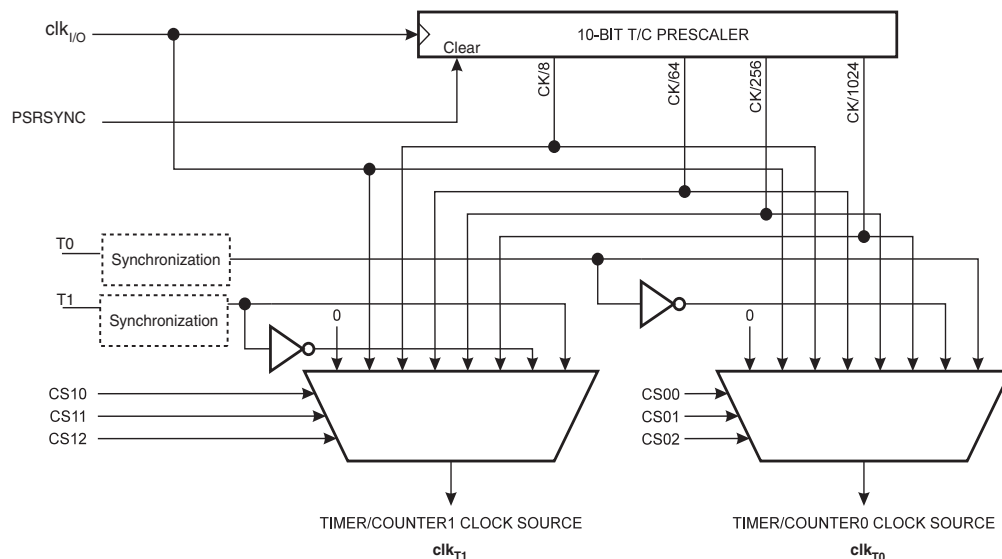 clkI/O
10-BIT T/C PRESCALER
Clear
CK/8
CK/64
CK/256
CK/1024
PSRSYNC
T0
Synchronization
T1
Synchronization
0
0
CS10
CS11
CS12
CS00
CS01
CS02
TIMER/COUNTER1 CLOCK SOURCE
clkT1
TIMER/COUNTER0 CLOCK SOURCE
clkT0